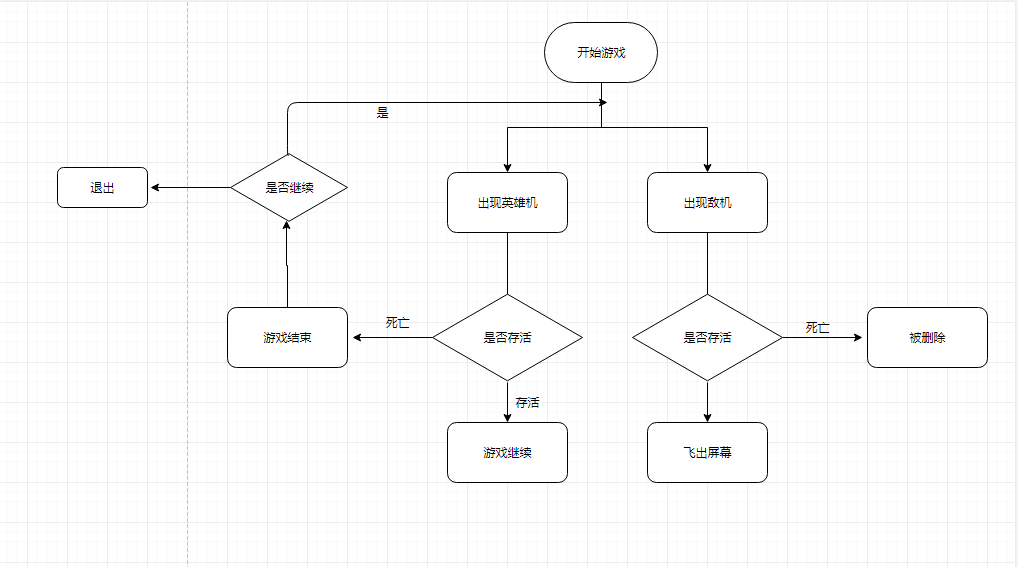 开始游戏
是
退出
是否继续
出现英雄机
出现敌机
游戏结束
死亡
是否存活
是否存活
死亡
被删除
存活
游戏继续
飞出屏幕